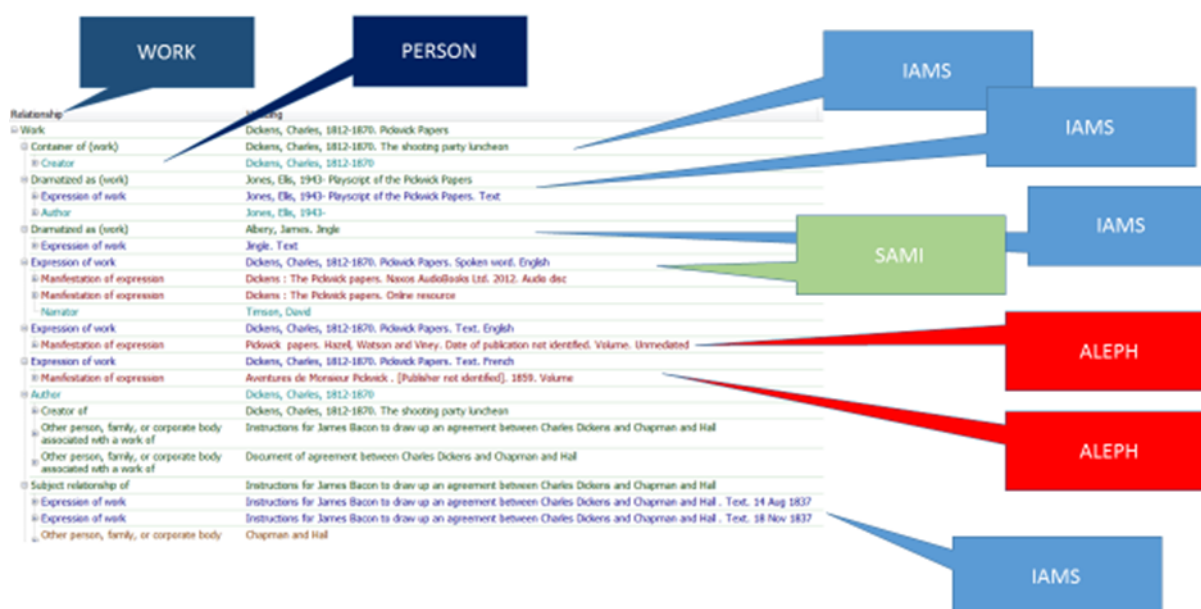 WORK
PERSON
IAMS
IAMS
Relationship
Work Dickens, Charles, 1812-1870. Pickwick Papers
Container of (work) Dickens, Charles, 1812-1870. The shooting party luncheon
Creator Dickens, Charles, 1812-1870
Dramatized as (work) Jones, Ellis, 1943- Playscript of the Pickwick Papers
Expression of work Jones, Ellis, 1943- Playscript of the Pickwick Papers. Text
Author Jones, Ellis, 1943-
Dramatized as (work) Albery, James. Jingle
IAMS
Expression of work Jingle. Text
SAMI
Expression of work Dickens, Charles, 1812-1870. Pickwick Papers. Spoken word. English
Manifestation of expression Dickens : The Pickwick papers. Naxos AudioBooks Ltd. 2012. Audio disc
Manifestation of expression Dickens : The Pickwick papers. Online resource
Narrator Timson, David
Expression of work Dickens, Charles, 1812-1870. Pickwick Papers. Text. English
Manifestation of expression Pickwick papers. Hazell, Watson and Viney. Date of publication not identified. Volume. Unmediated
ALEPH
Expression of work Dickens, Charles, 1812-1870. Pickwick Papers. Text. French
Manifestation of expression Aventures de Monsieur Pickwick . [Publisher not identified]. 1859. Volume
Author Dickens, Charles, 1812-1870
Creator of Dickens, Charles, 1812-1870. The shooting party luncheon
Other person, family, or corporate body associated with a work of Instructions for James Bacon to draw up an agreement between Charles Dickens and Chapman and Hall
ALEPH
Other person, family, or corporate body associated with a work of Document of agreement between Charles Dickens and Chapman and Hall
Subject relationship of Instructions for James Bacon to draw up an agreement between Charles Dickens and Chapman and Hall
Expression of work Instructions for James Bacon to draw up an agreement between Charles Dickens and Chapman and Hall . Text. 14 Aug 1837
Expression of work Instructions for James Bacon to draw up an agreement between Charles Dickens and Chapman and Hall . Text. 18 Nov 1837
Other person, family, or corporate body Chapman and Hall
IAMS